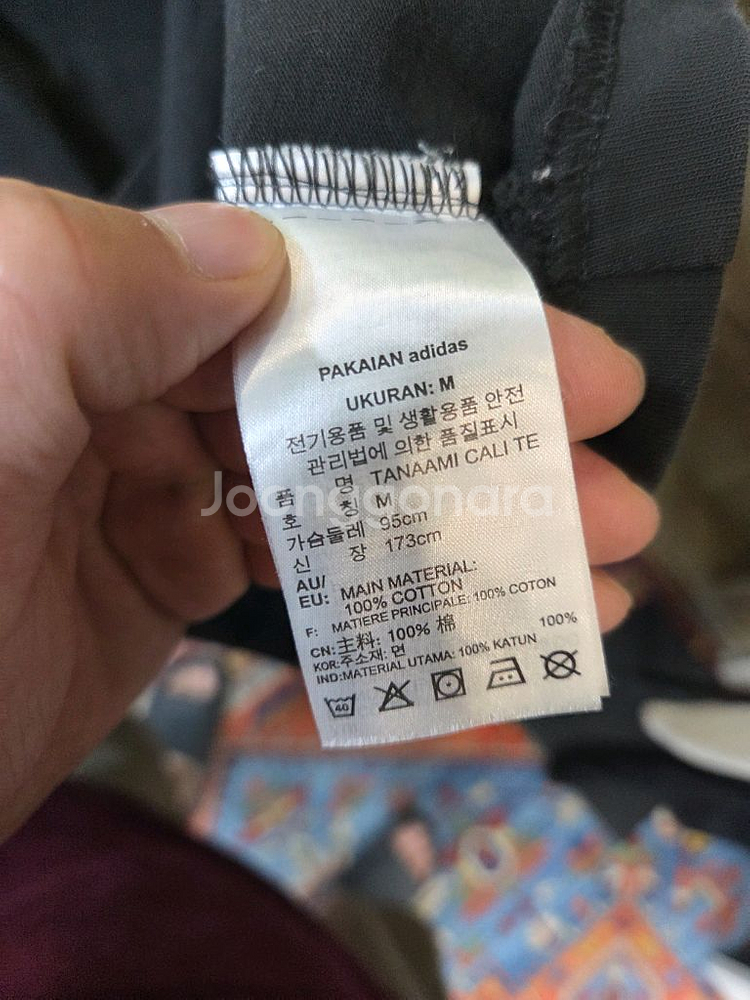 PAKAIAN adidas
UKURAN: M
전기용품 및 생활용품 안전
관리법에 의한 품질표시
품 명 TANAAMI CALI TE
호 칭 M
가슴둘레 95cm
신 장 173cm
AU/
EU: MAIN MATERIAL:
100% COTTON
F: MATIERE PRINCIPALE: 100% COTON
CN:主料: 100% 棉
KOR:주소재: 면 100%
IND:MATERIAL UTAMA: 100% KATUN
40
Joonggonara